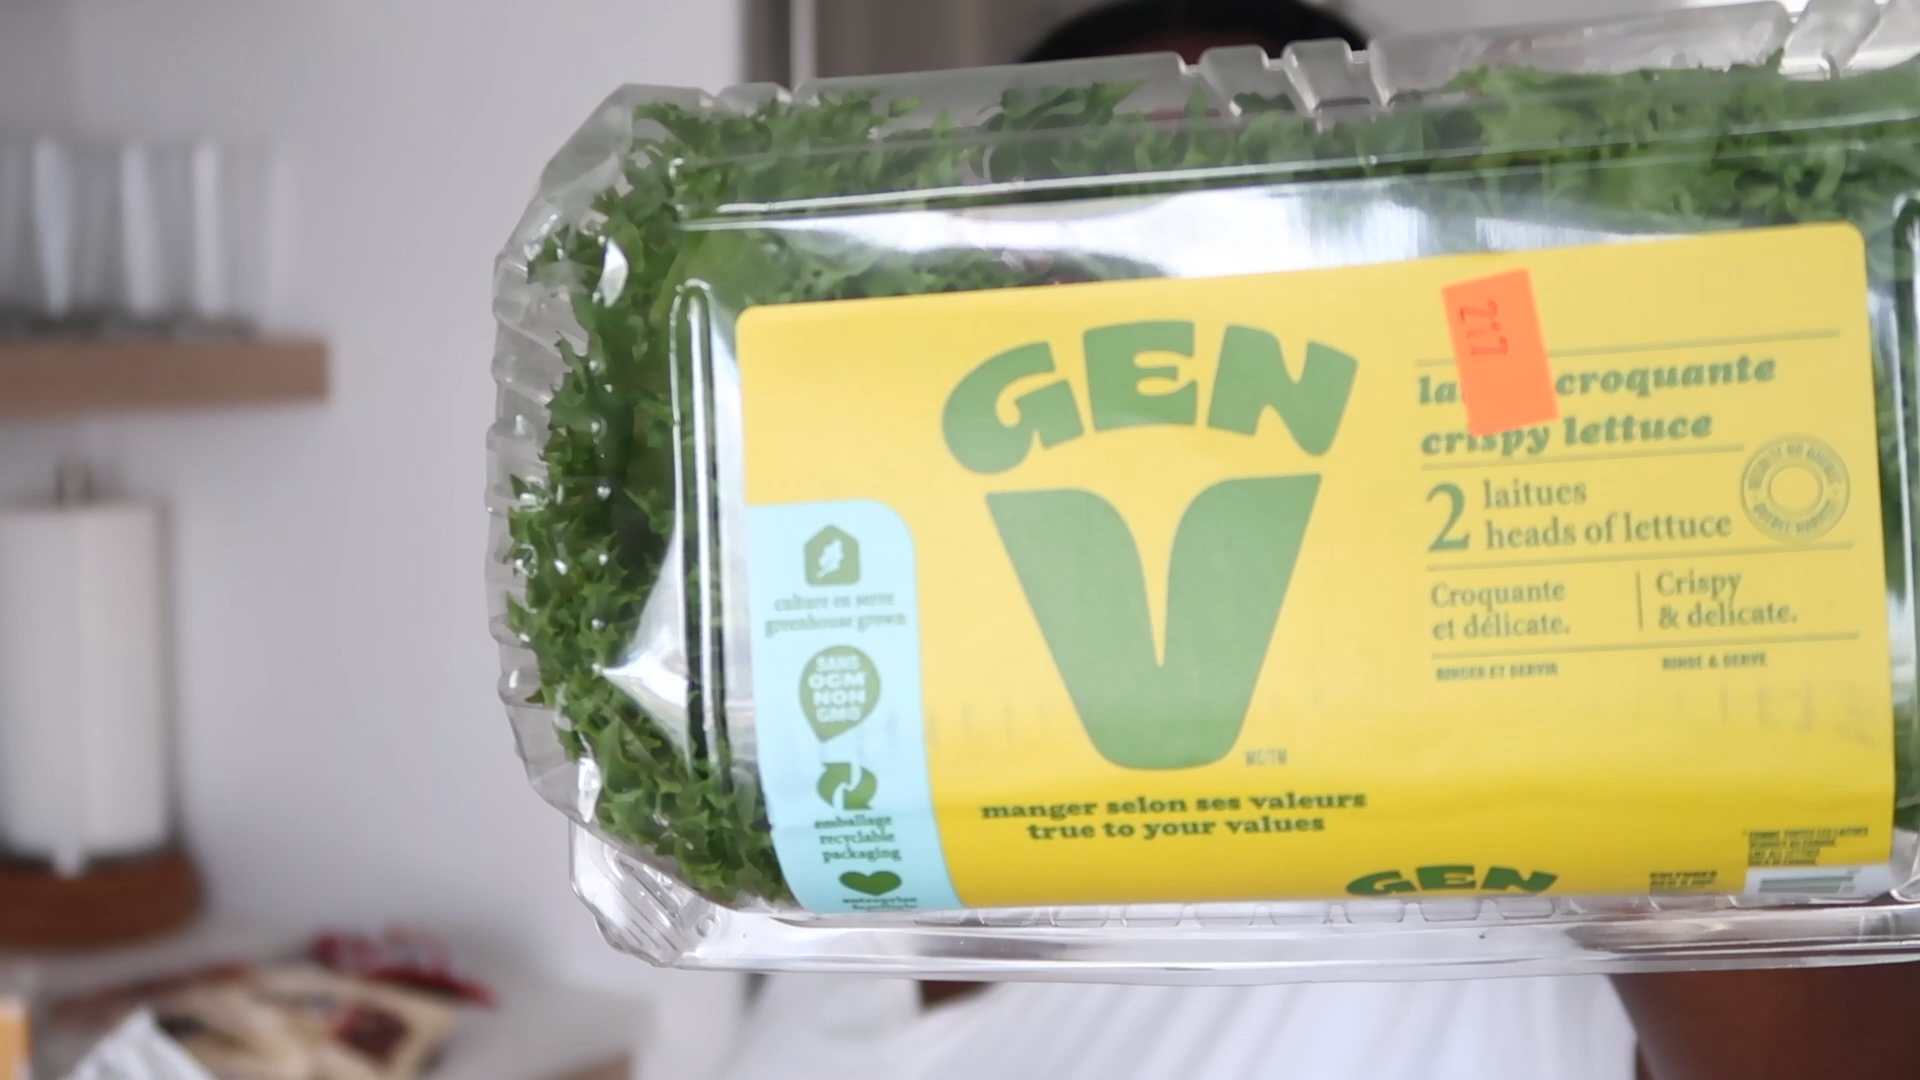 GEN
V
MC/TM
manger selon ses valeurs
true to your values
217
croquante
crispy lettuce
2 laitues
heads of lettuce
Croquante
et délicate.
Crispy
& delicate.
RINCER ET SERVIR
RINSE & SERVE
culture en serre
greenhouse grown
SANS
OGM
NON
GMO
emballage
recyclable
packaging
entreprise
familiale
GEN